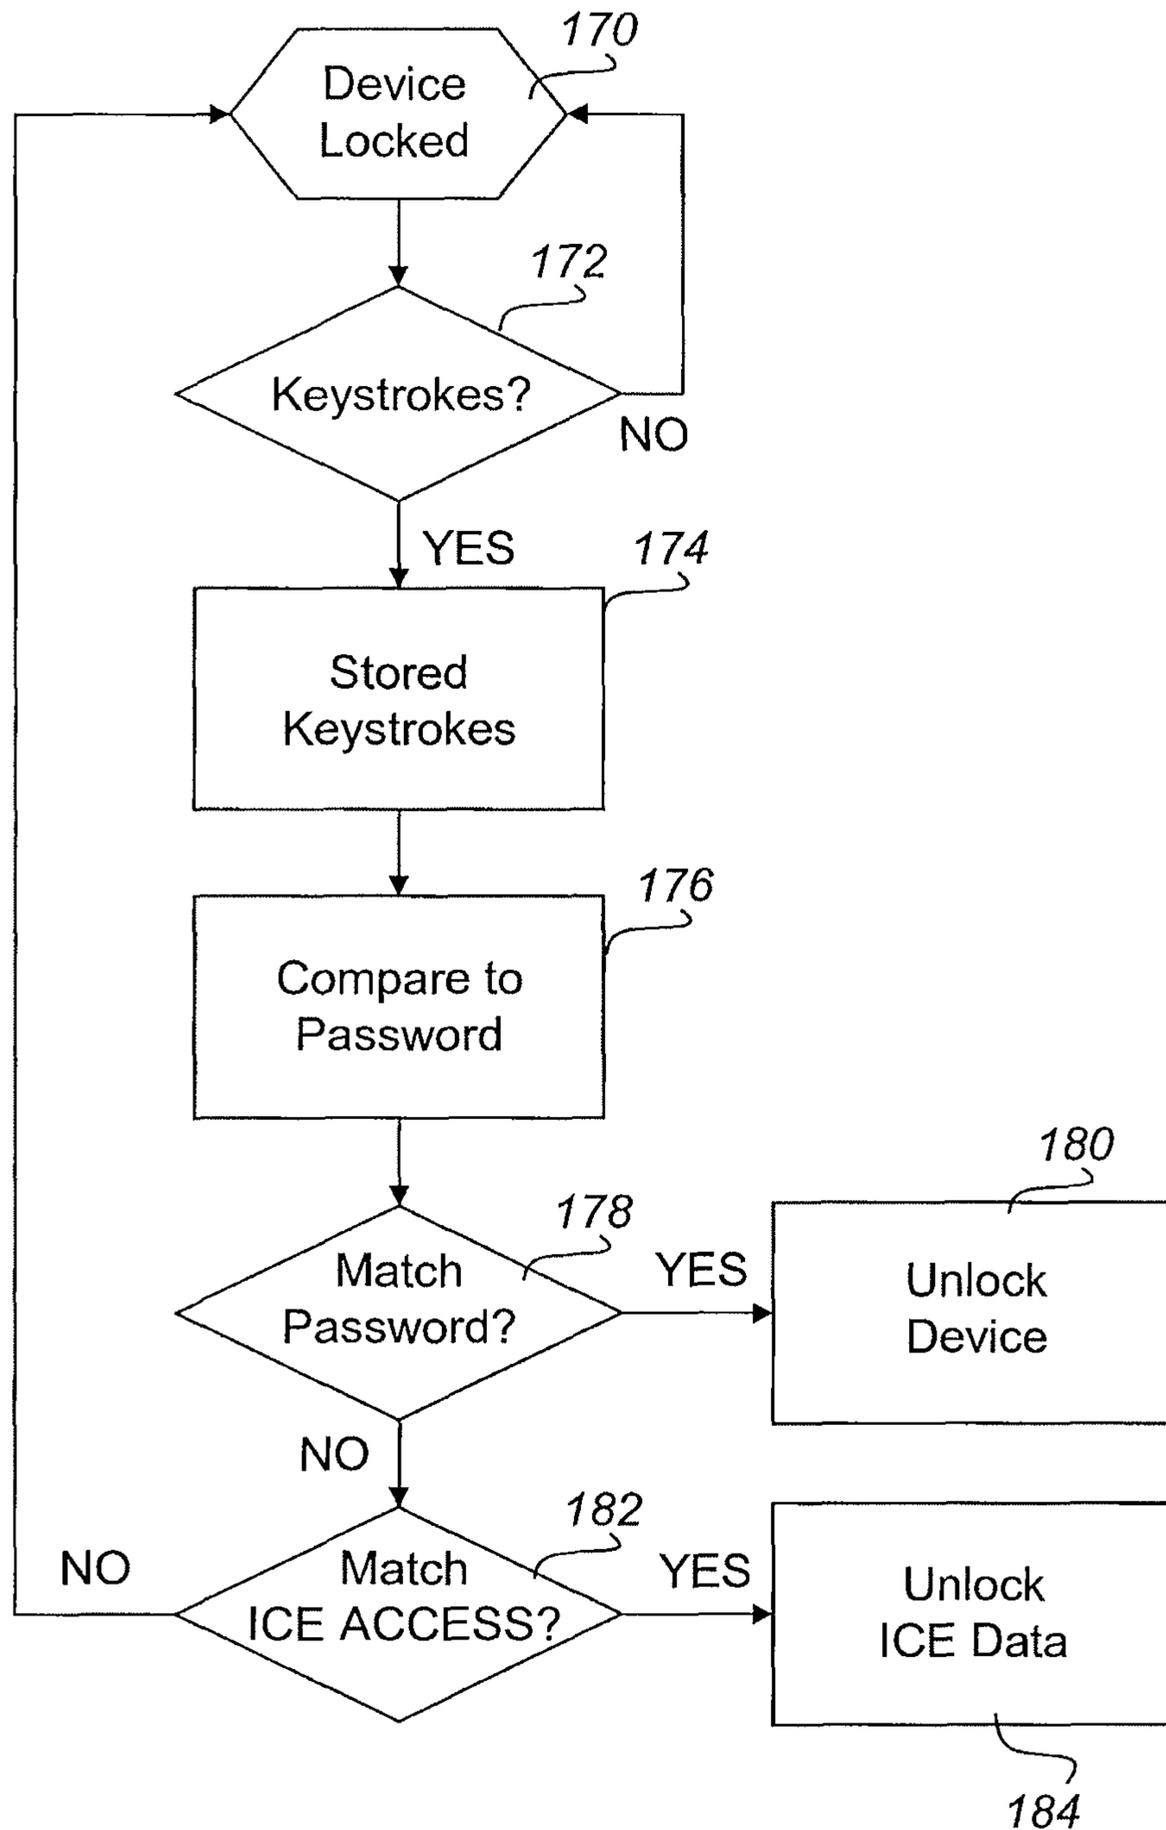 170
Device
Locked
172
Keystrokes?
NO
YES
174
Stored
Keystrokes
176
Compare to
Password
178
Match
Password?
YES
180
Unlock
Device
NO
182
Match
ICE ACCESS?
NO
YES
Unlock
ICE Data
184